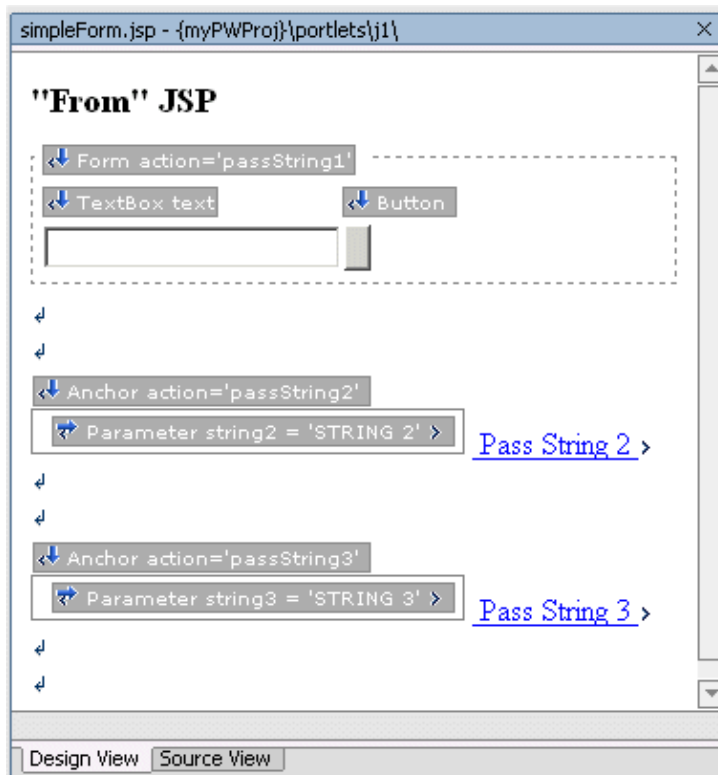 simpleForm.jsp - {myPWProj}\portlets\j1\
"From" JSP
Form action='passString1'
TextBox text Button
Anchor action='passString2'
Parameter string2 = 'STRING 2'
Pass String 2
Anchor action='passString3'
Parameter string3 = 'STRING 3'
Pass String 3
Design View Source View